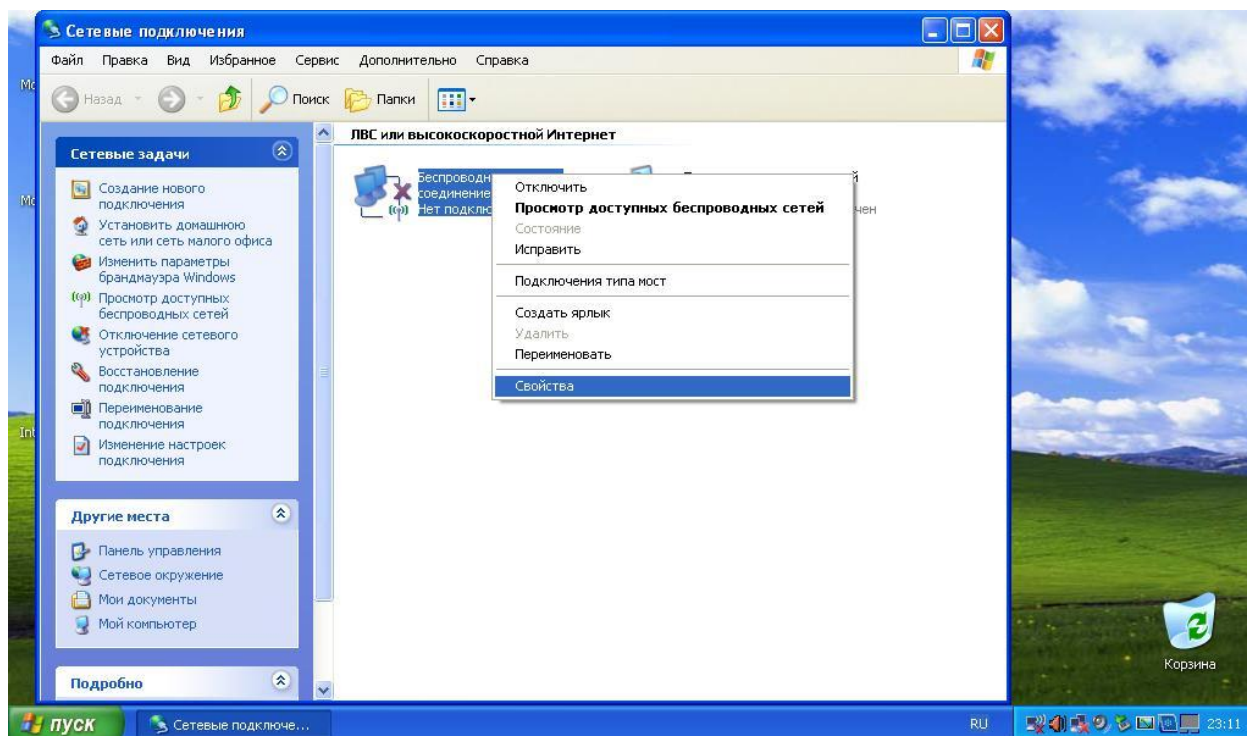 Сетевые подключения
Файл Правка Вид Избранное Сервис Дополнительно Справка
Назад Поиск Папки
Сетевые задачи
Создание нового
подключения
Установить домашнюю
сеть или сеть малого офиса
Изменить параметры
брандмауэра Windows
Просмотр доступных
беспроводных сетей
Отключение сетевого
устройства
Восстановление
подключения
Переименование
подключения
Изменение настроек
подключения
Другие места
Панель управления
Сетевое окружение
Мои документы
Мой компьютер
Подробно
ЛВС или высокоскоростной Интернет
соединение
Нет
Отключить
Просмотр доступных беспроводных сетей
Состояние
Исправить
Подключения типа мост
Создать ярлык
Удалить
Переименовать
Свойства
Корзина
пуск
Сетевые подключе...
RU
23:11